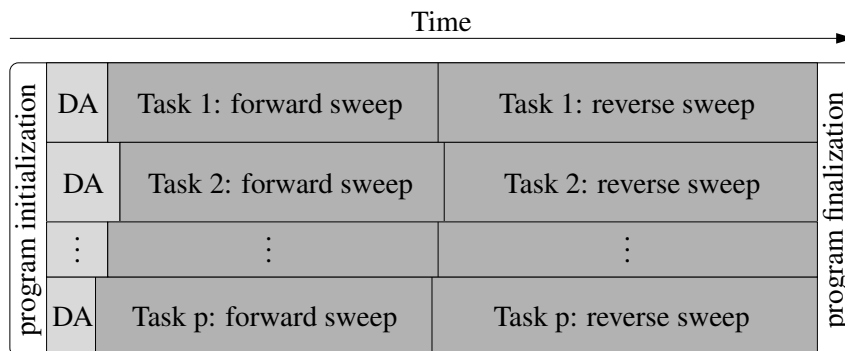 Time
program initialization
DA
Task 1: forward sweep
Task 1: reverse sweep
DA
Task 2: forward sweep
Task 2: reverse sweep
⋮
⋮
⋮
DA
Task p: forward sweep
Task p: reverse sweep
program finalization